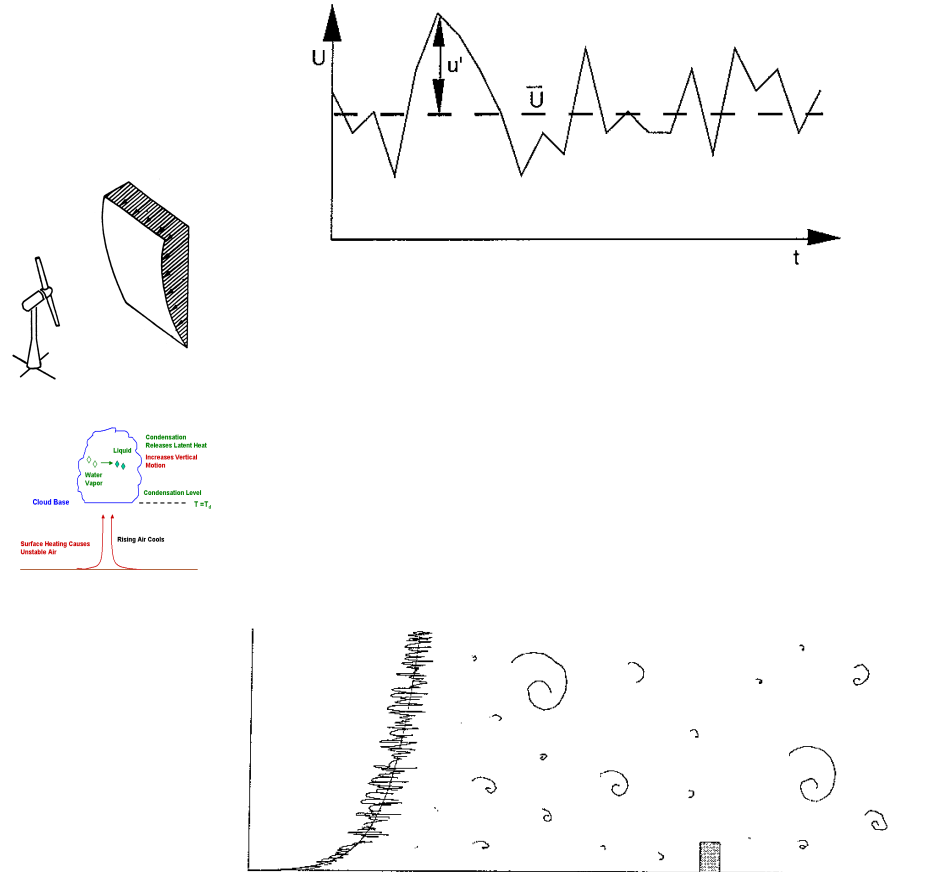 U
u'
U̅
t
Condensation
Releases Latent Heat
Liquid
Increases Vertical
Motion
Water
Vapor
Condensation Level
Cloud Base
T =Td
Rising Air Cools
Surface Heating Causes
Unstable Air